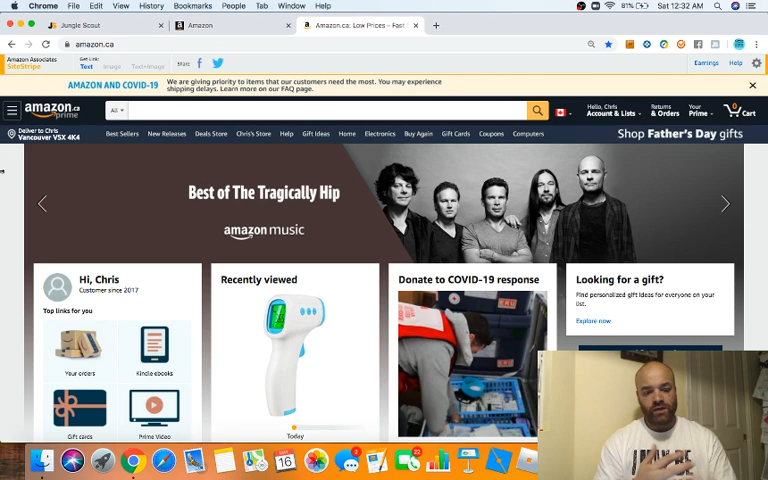 Chrome File Edit View History Bookmarks People Tab Window Help 81% Sat 12:32 AM
Jungle Scout
Amazon
Amazon.ca: Low Prices – Fast
amazon.ca
Amazon Associates
SiteStripe
Get Link:
Text Image Text+Image
Share:
Earnings Help
AMAZON AND COVID-19
We are giving priority to items that our customers need the most. You may experience
shipping delays. Learn more on our FAQ page.
amazon.ca
prime
All
Hello, Chris
Account & Lists
Returns
& Orders
Your
Prime
0
Cart
Deliver to Chris
Vancouver V5X 4K4
Best Sellers New Releases Deals Store Chris's Store Help Gift Ideas Home Electronics Buy Again Gift Cards Coupons Computers
Shop Father's Day gifts
Best of The Tragically Hip
amazon music
Hi, Chris
Customer since 2017
Top links for you
Your orders
Kindle ebooks
Gift cards
Prime Video
Recently viewed
Today
Donate to COVID-19 response
Looking for a gift?
Find personalized gift ideas for everyone on your
list.
Explore now
16